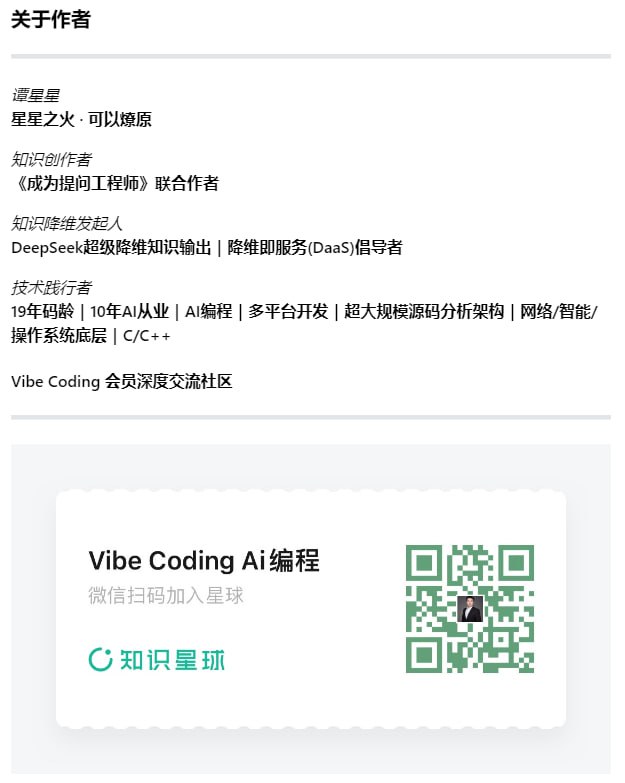 关于作者
谭星星
星星之火 · 可以燎原
知识创作者
《成为提问工程师》联合作者
知识降维发起人
DeepSeek超级降维知识输出 | 降维即服务(DaaS)倡导者
技术践行者
19年码龄 | 10年AI从业 | AI编程 | 多平台开发 | 超大规模源码分析架构 | 网络/智能/
操作系统底层 | C/C++
Vibe Coding 会员深度交流社区
Vibe Coding Ai编程
微信扫码加入星球
知识星球